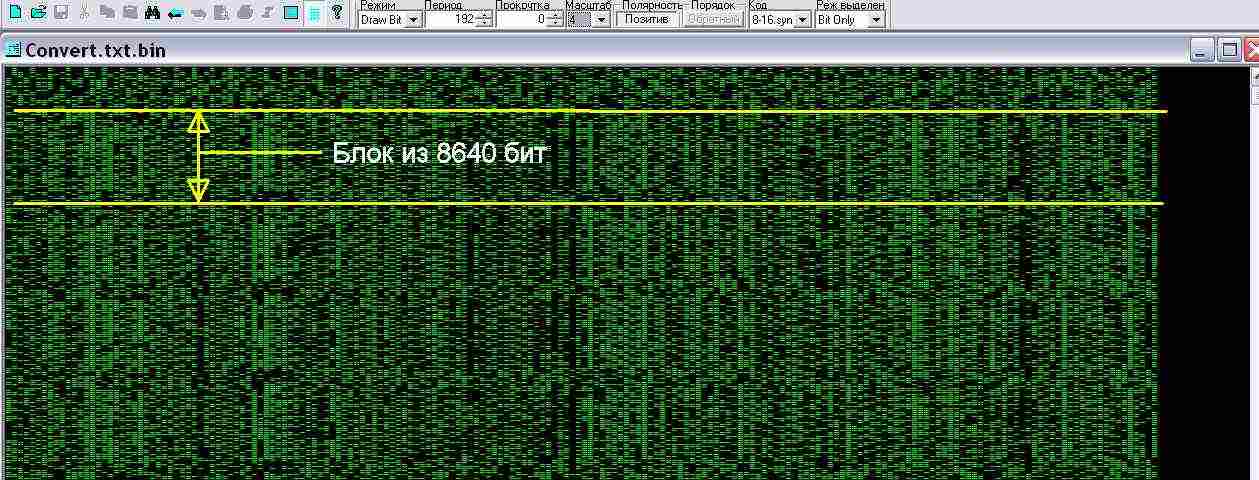 Режим Период Прокрутка Масштаб Полярность Порядок Код Реж.выделен
Draw Bit 192 0 4 Позитив Обратный 8-16.syn Bit Only
Convert.txt.bin
Блок из 8640 бит